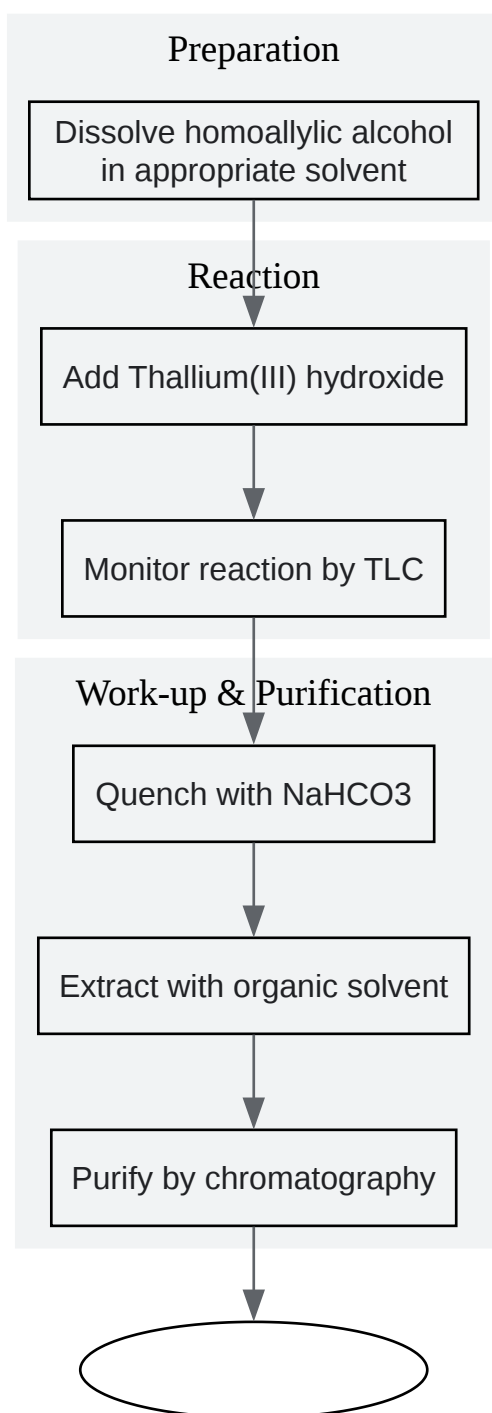 Preparation
Dissolve homoallylic alcohol
in appropriate solvent
Reaction
Add Thallium(III) hydroxide
Monitor reaction by TLC
Work-up & Purification
Quench with NaHCO3
Extract with organic solvent
Purify by chromatography